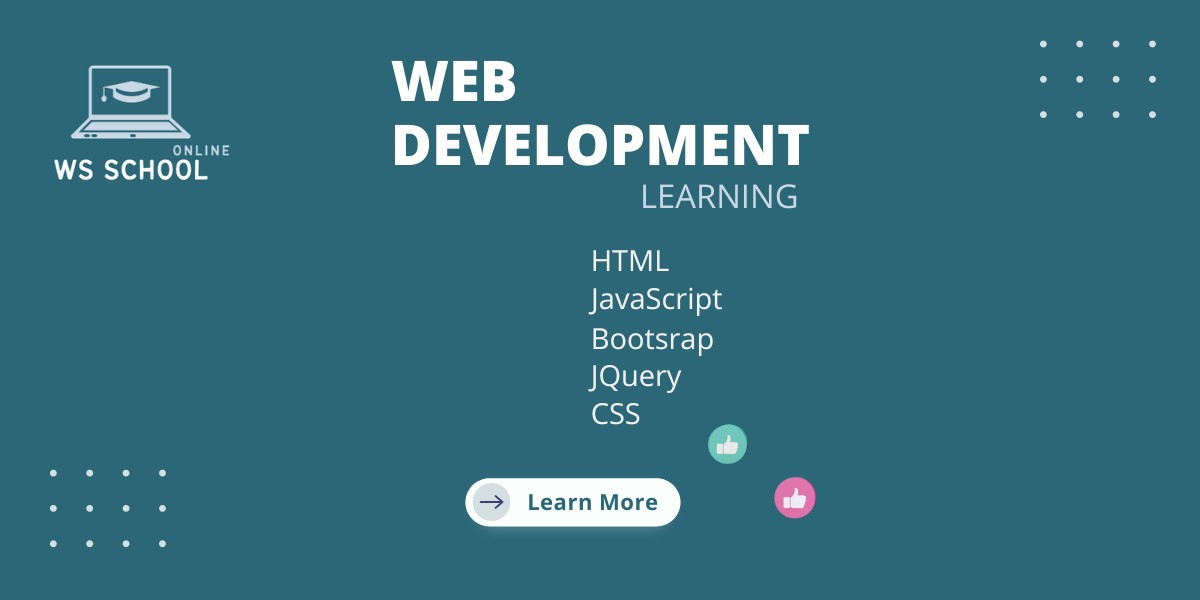 ONLINE
WS SCHOOL
WEB
DEVELOPMENT
LEARNING
HTML
JavaScript
Bootsrap
JQuery
CSS
Learn More